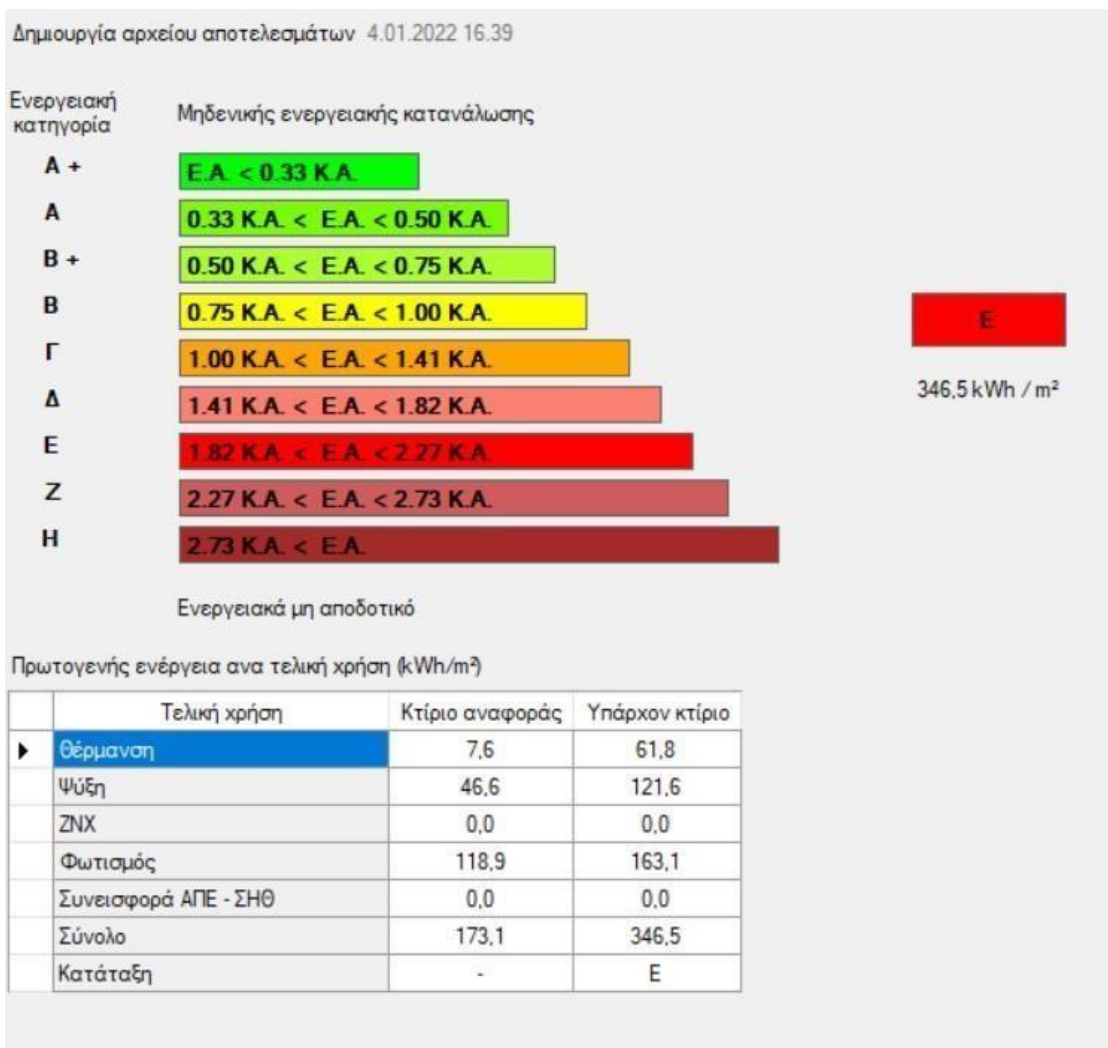 Δημιουργία αρχείου αποτελεσμάτων 4.01.2022 16.39
Ενεργειακή
κατηγορία
Μηδενικής ενεργειακής κατανάλωσης
A +
E.A. < 0.33 K.A.
A
0.33 K.A. < E.A. < 0.50 K.A.
B +
0.50 K.A. < E.A. < 0.75 K.A.
B
0.75 K.A. < E.A. < 1.00 K.A.
Γ
1.00 K.A. < E.A. < 1.41 K.A.
Δ
1.41 K.A. < E.A. < 1.82 K.A.
E
1.82 K.A. < E.A. < 2.27 K.A.
Z
2.27 K.A. < E.A. < 2.73 K.A.
H
2.73 K.A. < E.A.
E
346,5 kWh / m²
Ενεργειακά μη αποδοτικό
Πρωτογενής ενέργεια ανα τελική χρήση (kWh/m²)
Τελική χρήση Κτίριο αναφοράς Υπάρχον κτίριο
Θέρμανση 7,6 61,8
Ψύξη 46,6 121,6
ΖΝΧ 0,0 0,0
Φωτισμός 118,9 163,1
Συνεισφορά ΑΠΕ - ΣΗΘ 0,0 0,0
Σύνολο 173,1 346,5
Κατάταξη - E